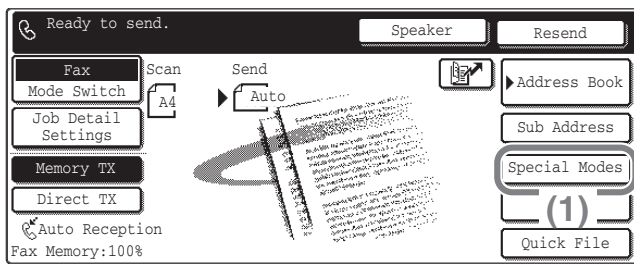 Ready to send.
Speaker
Resend
Fax
Mode Switch
Scan
A4
Send
Auto
Address Book
Job Detail
Settings
Sub Address
Memory TX
Special Modes
Direct TX
(1)
Auto Reception
Fax Memory:100%
Quick File